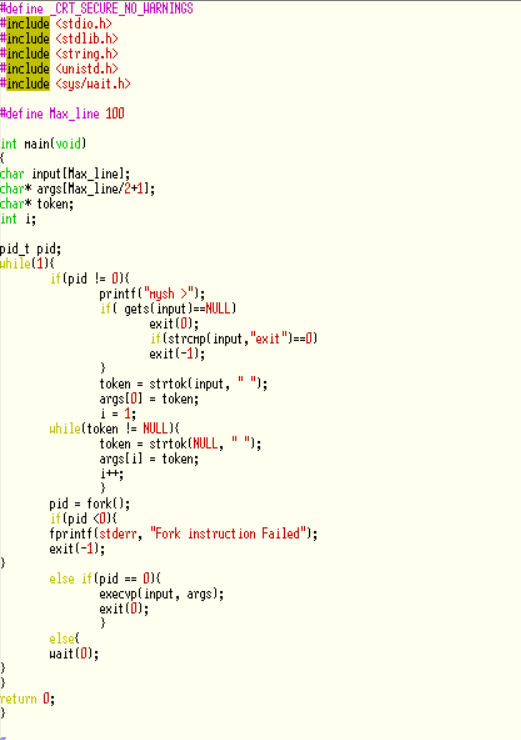 #define _CRT_SECURE_NO_WARNINGS
#include <stdio.h>
#include <stdlib.h>
#include <string.h>
#include <unistd.h>
#include <sys/wait.h>

#define Max_line 100

int main(void)
{
char input[Max_line];
char* args[Max_line/2+1];
char* token;
int i;

pid_t pid;
while(1){
        if(pid != 0){
                printf("mysh >");
                if( gets(input)==NULL)
                        exit(0);
                        if(strcmp(input,"exit")==0)
                        exit(-1);
                }
                token = strtok(input, " ");
                args[0] = token;
                i = 1;
        while(token != NULL){
                token = strtok(NULL, " ");
                args[i] = token;
                i++;
                }
        pid = fork();
        if(pid <0){
        fprintf(stderr, "Fork instruction Failed");
        exit(-1);
}
        else if(pid == 0){
                execvp(input, args);
                exit(0);
                }
        else{
        wait(0);
}
}
return 0;
}